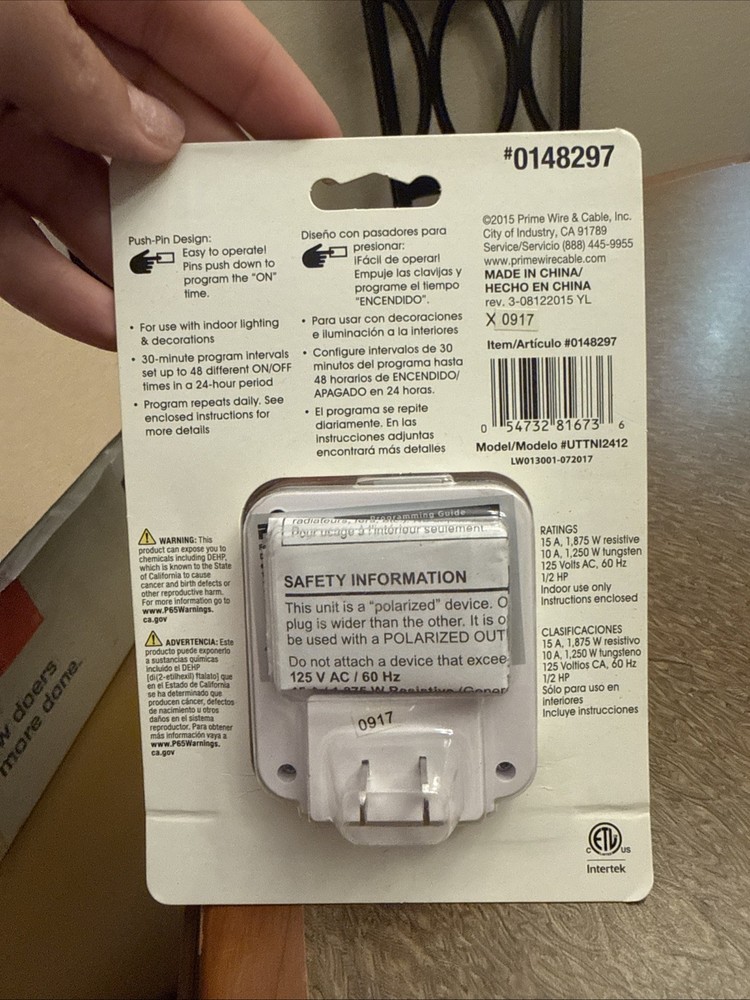 #0148297
Push-Pin Design:
Easy to operate!
Pins push down to
program the "ON"
time.
• For use with indoor lighting
& decorations
• 30-minute program intervals
set up to 48 different ON/OFF
times in a 24-hour period
• Program repeats daily. See
enclosed instructions for
more details
Diseño con pasadores para
presionar:
¡Fácil de operar!
Empuje las clavijas y
programe el tiempo
"ENCENDIDO".
• Para usar con decoraciones
e iluminación a la interiores
• Configure intervalos de 30
minutos del programa hasta
48 horarios de ENCENDIDO/
APAGADO en 24 horas.
• El programa se repite
diariamente. En las
instrucciones adjuntas
encontrará más detalles
©2015 Prime Wire & Cable, Inc.
City of Industry, CA 91789
Service/Servicio (888) 445-9955
www.primewirecable.com
MADE IN CHINA/
HECHO EN CHINA
rev. 3-08122015 YL
X 0917
Item/Artículo #0148297
0 54732 81673 6
Model/Modelo #UTTNI2412
LW013001-072017
WARNING: This
product can expose you to
chemicals including DEHP,
which is known to the State
of California to cause
cancer and birth defects or
other reproductive harm.
For more information go to
www.P65Warnings.
ca.gov
ADVERTENCIA: Este
producto puede exponerlo
a sustancias químicas
incluido el DEHP
[di(2-etilhexil) ftalato] que
en el Estado de California
se ha determinado que
producen cáncer, defectos
de nacimiento u otros
daños en el sistema
reproductor. Para obtener
más información vaya a
www.P65Warnings.
ca.gov
Programming Guide
Pour usage à l'intérieur seulement.
SAFETY INFORMATION
This unit is a "polarized" device. O
plug is wider than the other. It is o
be used with a POLARIZED OUT
Do not attach a device that excee
125 V AC / 60 Hz
15 A / 1,875 W Resistive (Gener
0917
RATINGS
15 A, 1,875 W resistive
10 A, 1,250 W tungsten
125 Volts AC, 60 Hz
1/2 HP
Indoor use only
Instructions enclosed
CLASIFICACIONES
15 A, 1,875 W resistivo
10 A, 1,250 W tungsteno
125 Voltios CA, 60 Hz
1/2 HP
Sólo para uso en
interiores
Incluye instrucciones
ETL
C US
Intertek
doers
more done.